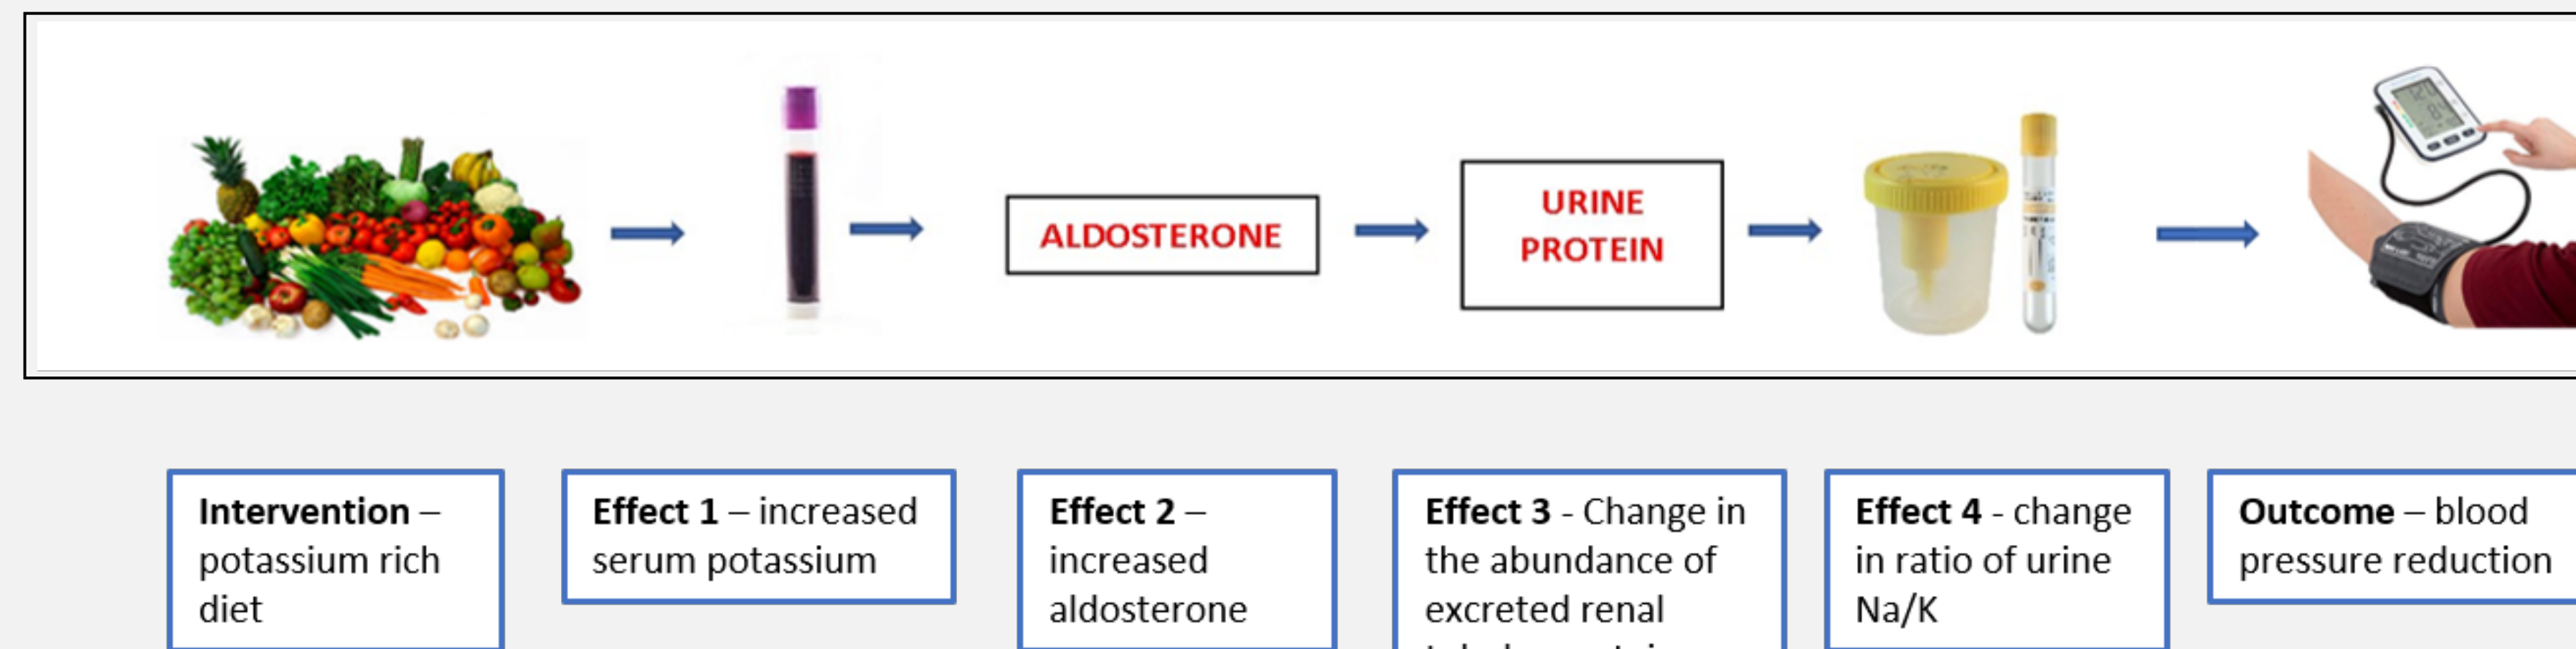 ALDOSTERONE
URINE
PROTEIN
Intervention –
potassium rich
diet
Effect 1 – increased
serum potassium
Effect 2 –
increased
aldosterone
Effect 3 - Change in
the abundance of
excreted renal
Effect 4 - change
in ratio of urine
Na/K
Outcome – blood
pressure reduction